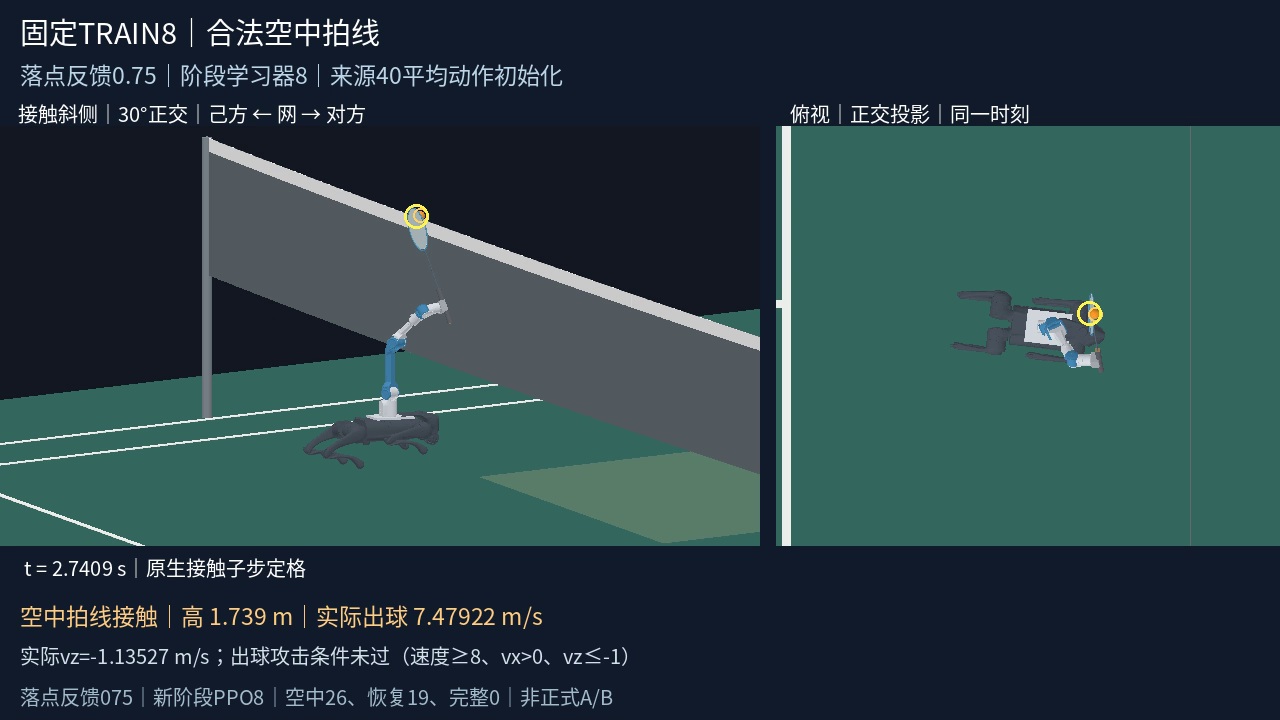 固定TRAIN8｜合法空中拍线
落点反馈0.75｜阶段学习器8｜来源40平均动作初始化
接触斜侧｜30°正交｜己方 ← 网 → 对方
俯视｜正交投影｜同一时刻
t = 2.7409 s｜原生接触子步定格
空中拍线接触｜高 1.739 m｜实际出球 7.47922 m/s
实际vz=-1.13527 m/s；出球攻击条件未过（速度≥8、vx>0、vz≤-1）
落点反馈075｜新阶段PPO8｜空中26、恢复19、完整0｜非正式A/B